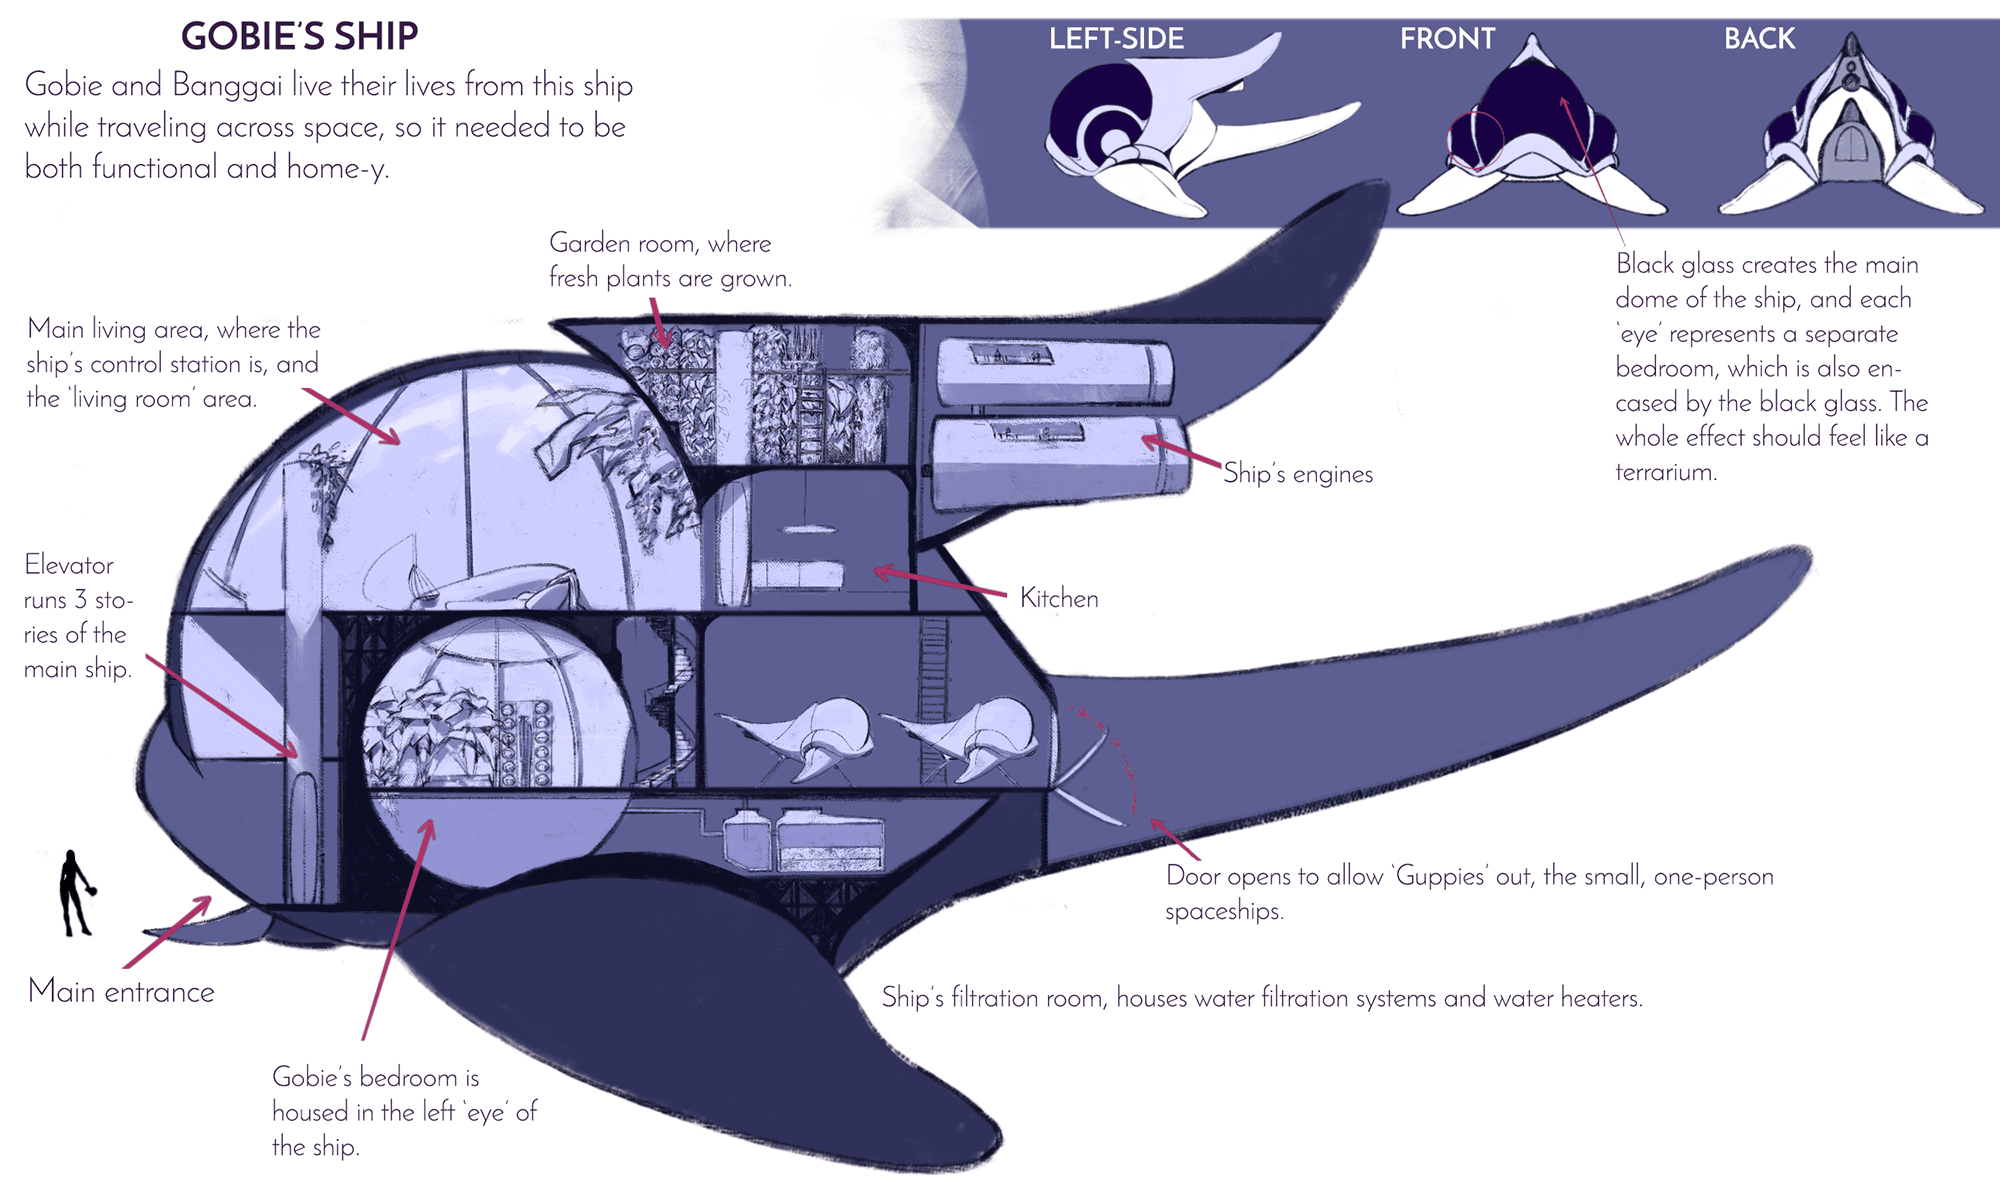 GOBIE'S SHIP
Gobie and Banggai live their lives from this ship
while traveling across space, so it needed to be
both functional and home-y.
LEFT-SIDE
FRONT
BACK
Garden room, where
fresh plants are grown.
Main living area, where the
ship's control station is, and
the 'living room' area.
Black glass creates the main
dome of the ship, and each
'eye' represents a separate
bedroom, which is also en-
cased by the black glass. The
whole effect should feel like a
terrarium.
Ship's engines
Elevator
runs 3 sto-
ries of the
main ship.
Kitchen
Door opens to allow 'Guppies' out, the small, one-person
spaceships.
Main entrance
Ship's filtration room, houses water filtration systems and water heaters.
Gobie's bedroom is
housed in the left 'eye' of
the ship.